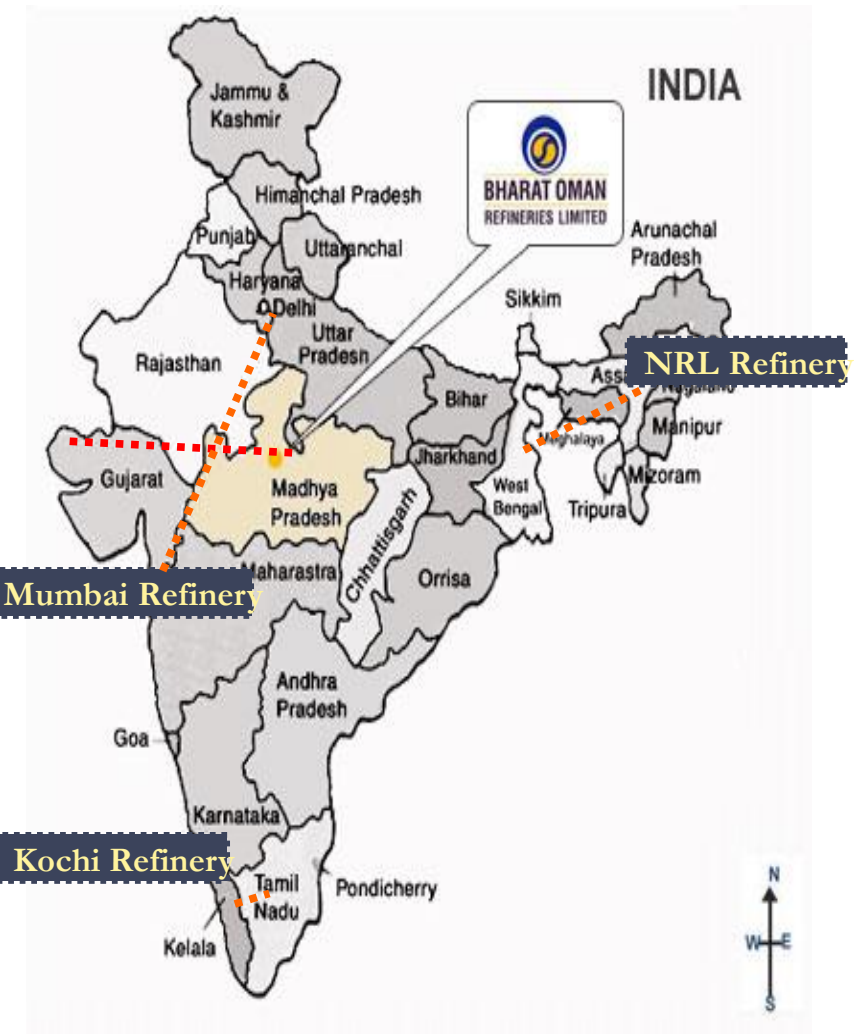 INDIA
Jammu &
Kashmir
BHARAT OMAN
REFINERIES LIMITED
Himanchal Pradesh
Punjab
Uttaranchal
Arunachal
Pradesh
Haryana
Delhi
Sikkim
Uttar
Pradesh
Rajasthan
NRL Refinery
Bihar
Manipur
Jharkhand
Gujarat
Madhya
Pradesh
West
Bengal
Mizoram
Tripura
Chhattisgarh
Maharastra
Orrisa
Mumbai Refinery
Andhra
Pradesh
Goa
Karnataka
Kochi Refinery
Tamil
Nadu
Pondicherry
Kelala
N
W E
S